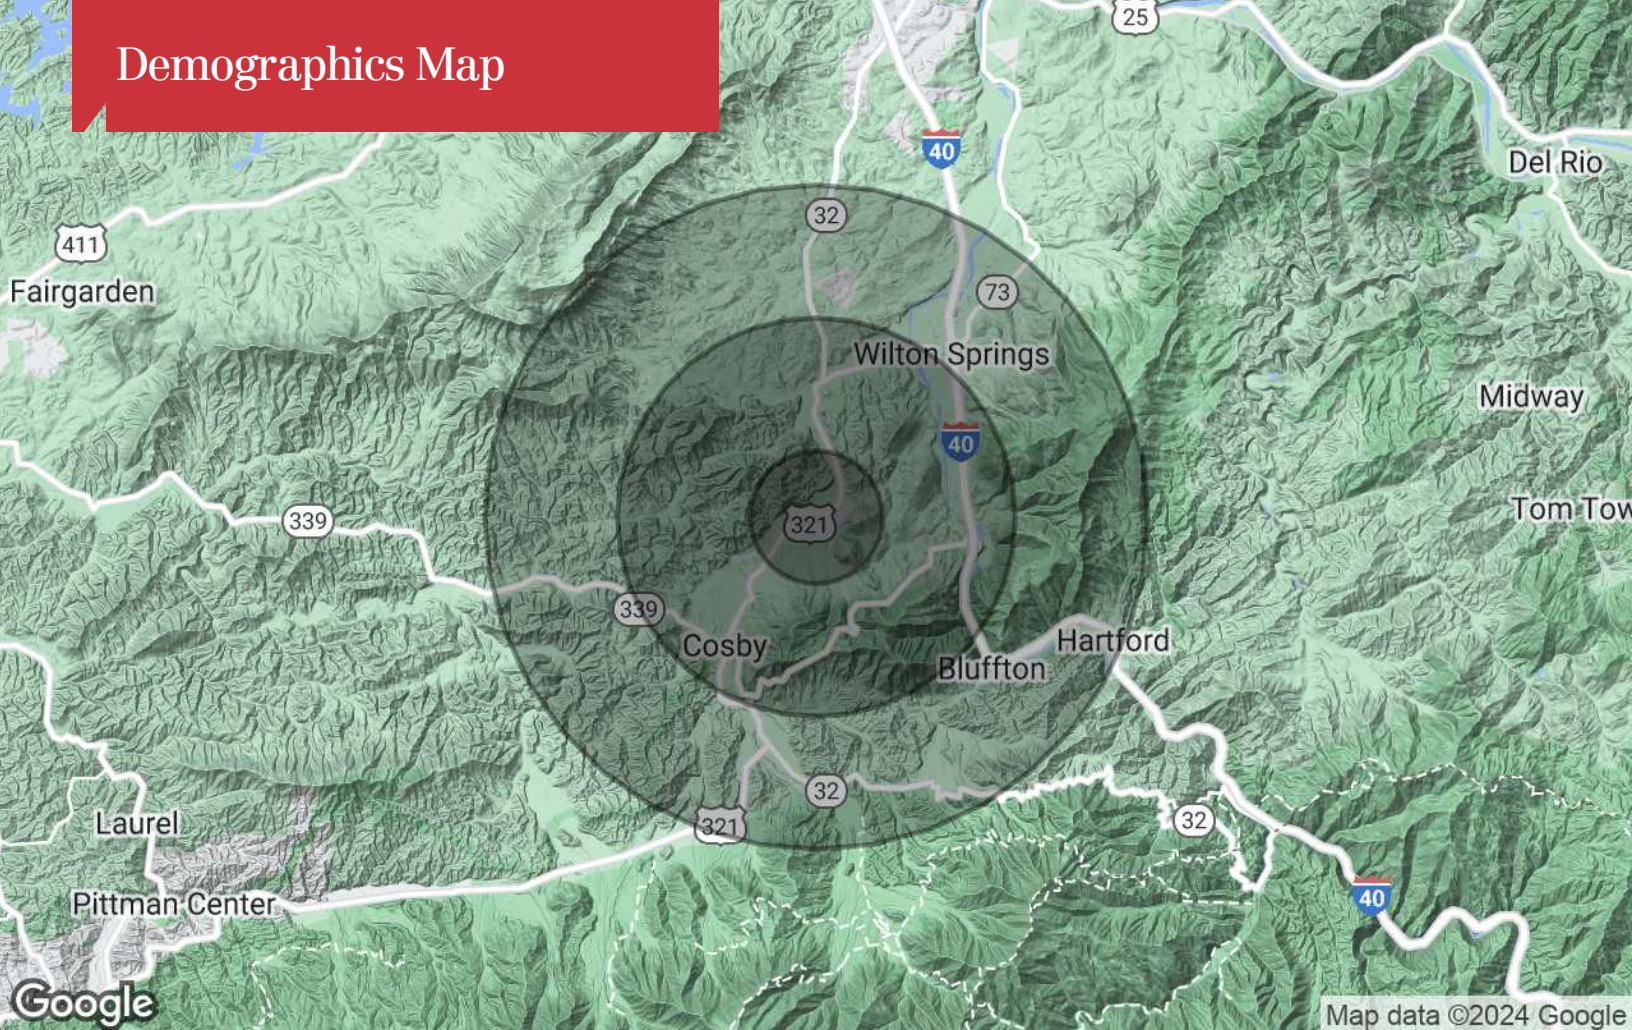 Demographics Map
25
40
Del Rio
32
411
Fairgarden
73
Wilton Springs
Midway
40
Tom Tow
339
321
339
Cosby
Hartford
Bluffton
32
321
32
Laurel
Pittman Center
40
Google
Map data ©2024 Google